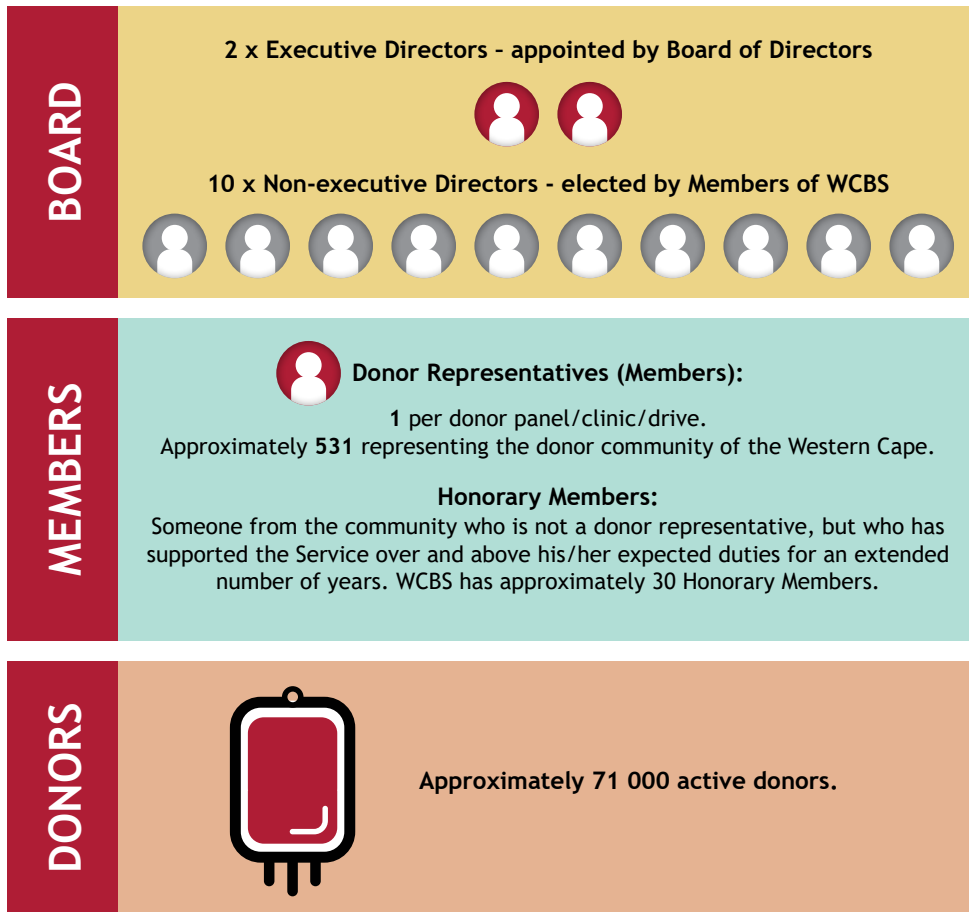 BOARD
2 x Executive Directors – appointed by Board of Directors
10 x Non-executive Directors - elected by Members of WCBS
MEMBERS
Donor Representatives (Members):
1 per donor panel/clinic/drive.
Approximately 531 representing the donor community of the Western Cape.
Honorary Members:
Someone from the community who is not a donor representative, but who has
supported the Service over and above his/her expected duties for an extended
number of years. WCBS has approximately 30 Honorary Members.
DONORS
Approximately 71 000 active donors.